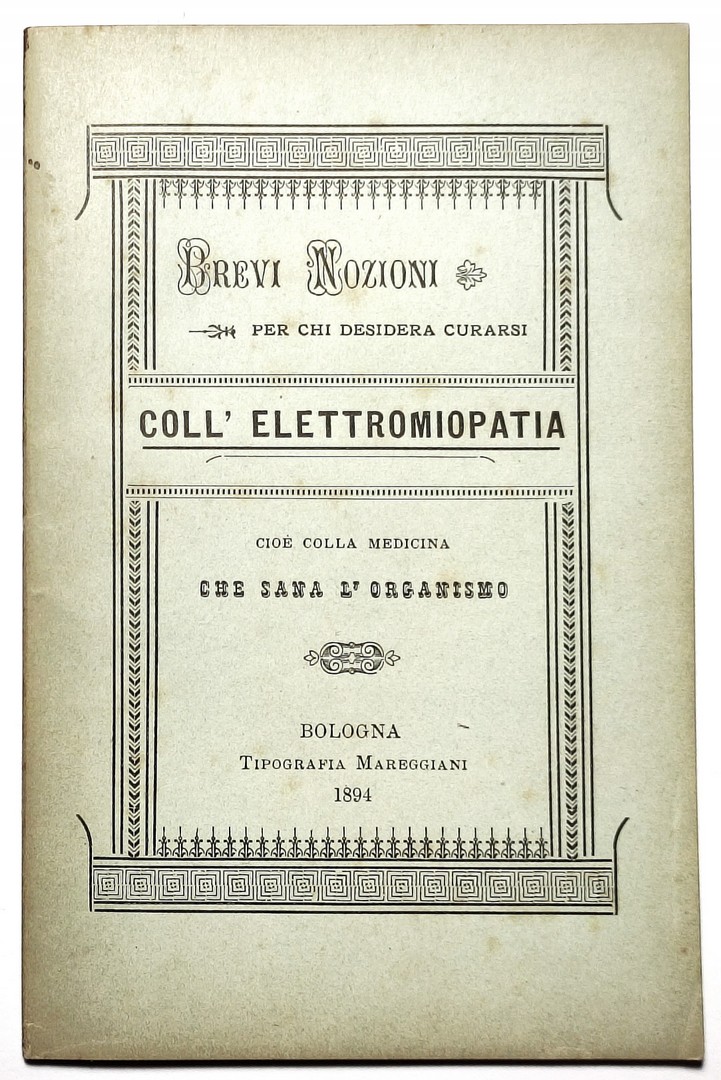 BREVI NOZIONI
PER CHI DESIDERA CURARSI
COLL' ELETTROMIOPATIA
CIOÈ COLLA MEDICINA
CHE SANA L' ORGANISMO
BOLOGNA
TIPOGRAFIA MAREGGIANI
1894